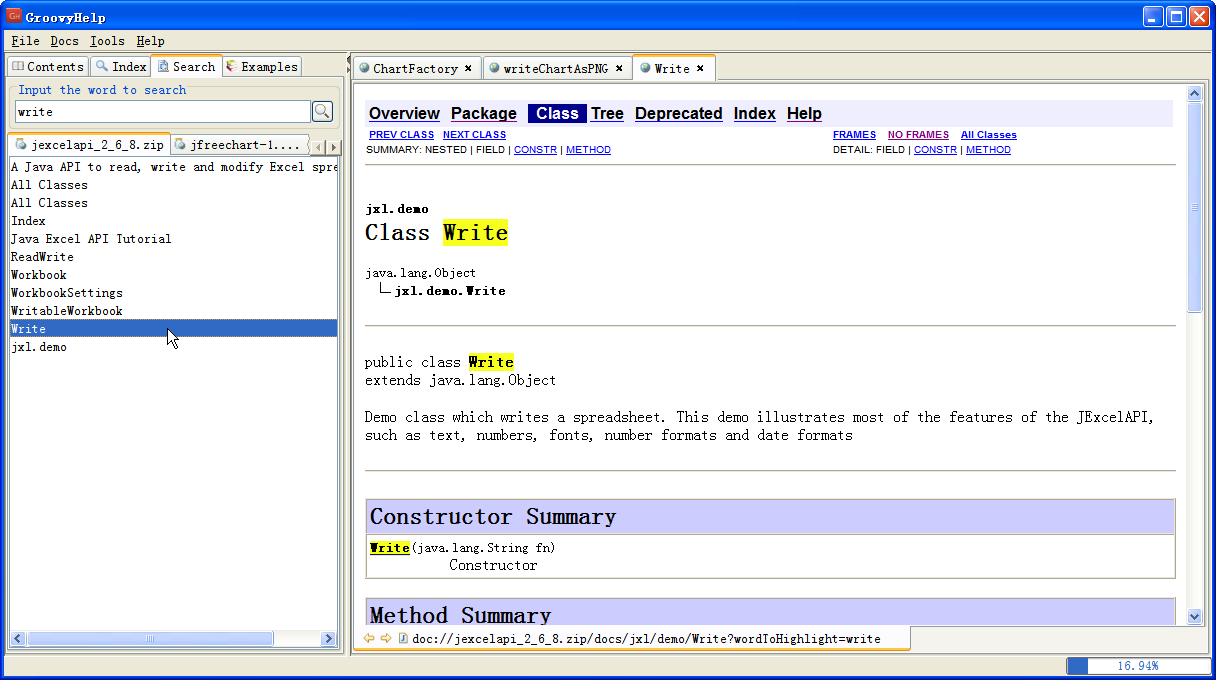 GroovyHelp
File Docs Iools Help
Contents Index Search Examples
Input the word to search
write
jexcelapi_2_6_8.zip jfreechart-1....
A Java API to read, write and modify Excel spre
All Classes
All Classes
Index
Java Excel API Tutorial
ReadWrite
Workbook
WorkbookSettings
WritableWorkbook
Write
jxl.demo
ChartFactory × writeChartAsPNG × Write ×
Overview Package Class Tree Deprecated Index Help
PREV CLASS NEXT CLASS FRAMES NO FRAMES All Classes
SUMMARY: NESTED | FIELD | CONSTR | METHOD DETAIL: FIELD | CONSTR | METHOD
jxl.demo
Class Write
java.lang.Object
jxl.demo.Write
public class Write
extends java.lang.Object
Demo class which writes a spreadsheet. This demo illustrates most of the features of the JExcelAPI,
such as text, numbers, fonts, number formats and date formats
Constructor Summary
Write(java.lang.String fn)
Constructor
Method Summary
doc://jexcelapi_2_6_8.zip/docs/jxl/demo/Write?wordToHighlight=write
16.94%